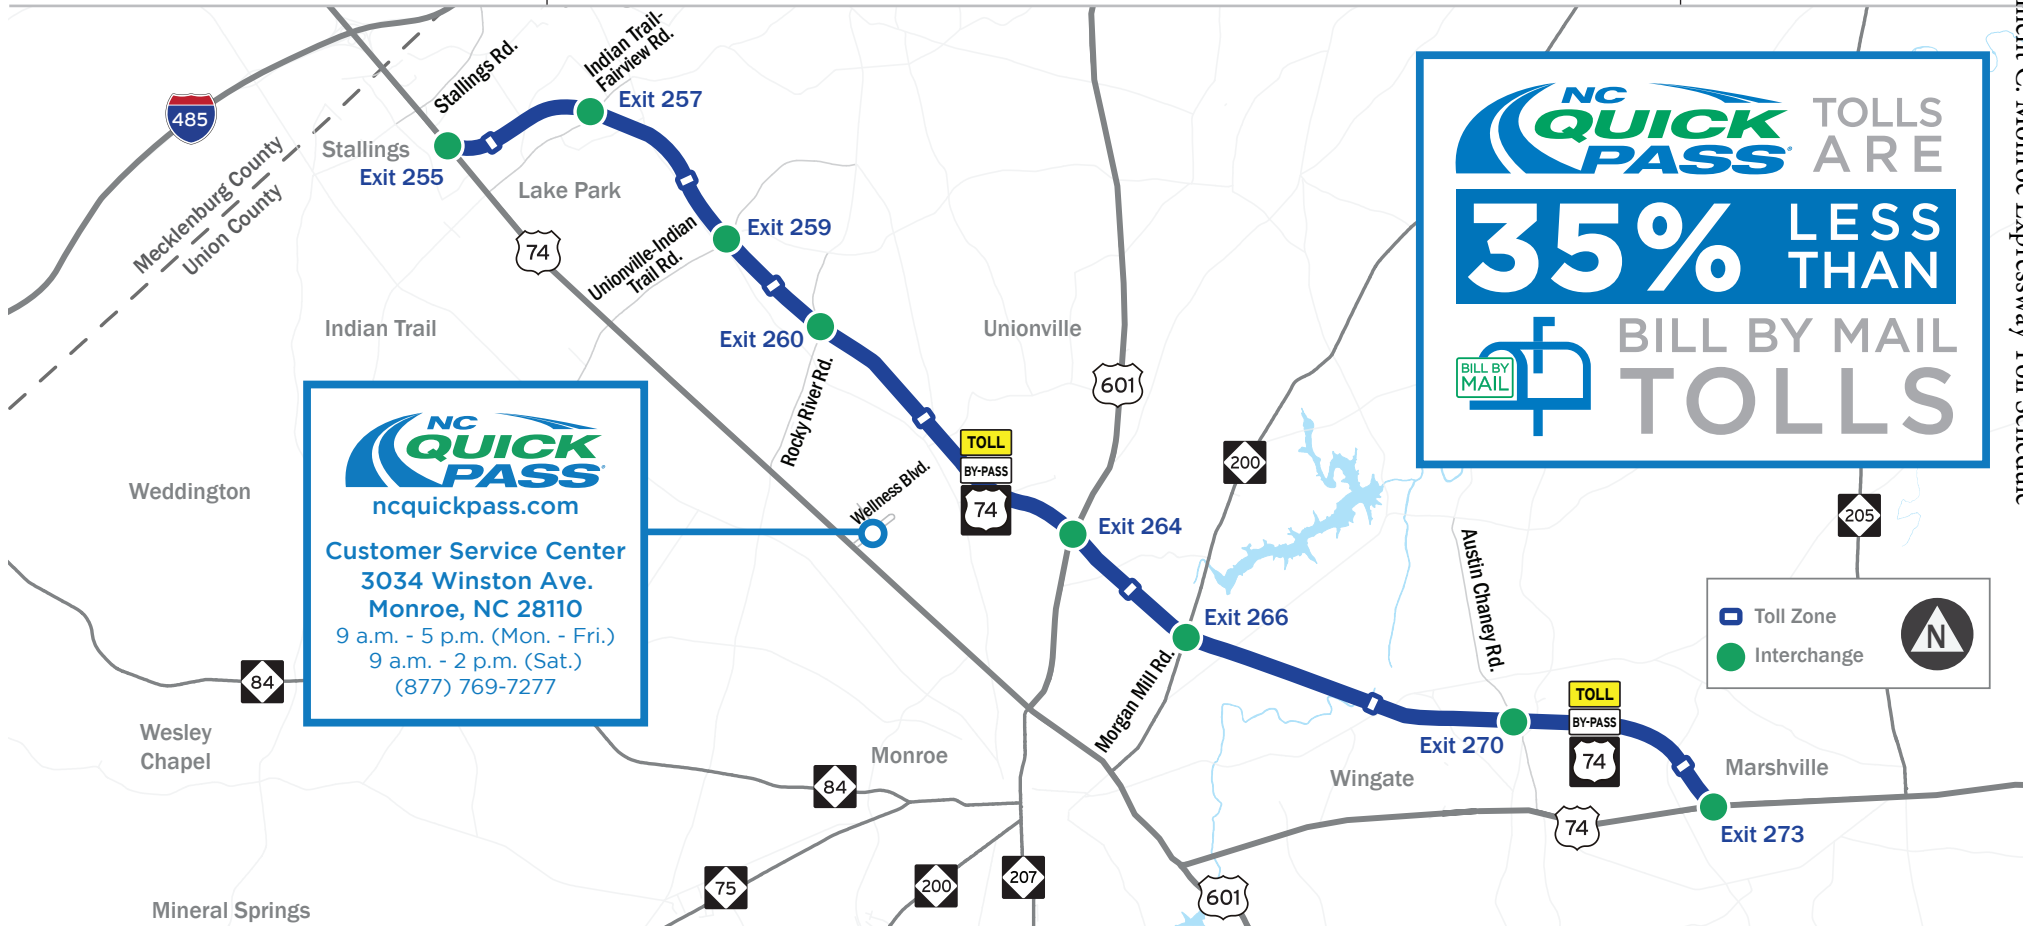 Stallings Rd.
Indian Trail-
Fairview Rd.
Exit 257
485
Mecklenburg County
Union County
Stallings
Exit 255
Lake Park
74
Unionville-Indian
Trail Rd.
Exit 259
Indian Trail
Exit 260
Unionville
601
Rocky River Rd.
NC
QUICK
PASS
TOLLS
ARE
35%
LESS
THAN
BILL BY
MAIL
BILL BY MAIL
TOLLS
Monroe Expressway Toll Schedule
NC
QUICK
PASS
ncquickpass.com
Customer Service Center
3034 Winston Ave.
Monroe, NC 28110
9 a.m. - 5 p.m. (Mon. - Fri.)
9 a.m. - 2 p.m. (Sat.)
(877) 769-7277
Weddington
Wellness Blvd.
TOLL
BY-PASS
74
200
Exit 264
205
Austin Chaney Rd.
Exit 266
Toll Zone
Interchange
N
84
Morgan Mill Rd.
Wesley
Chapel
Monroe
84
Exit 270
TOLL
BY-PASS
74
Wingate
Marshville
74
Exit 273
75
200
207
601
Mineral Springs